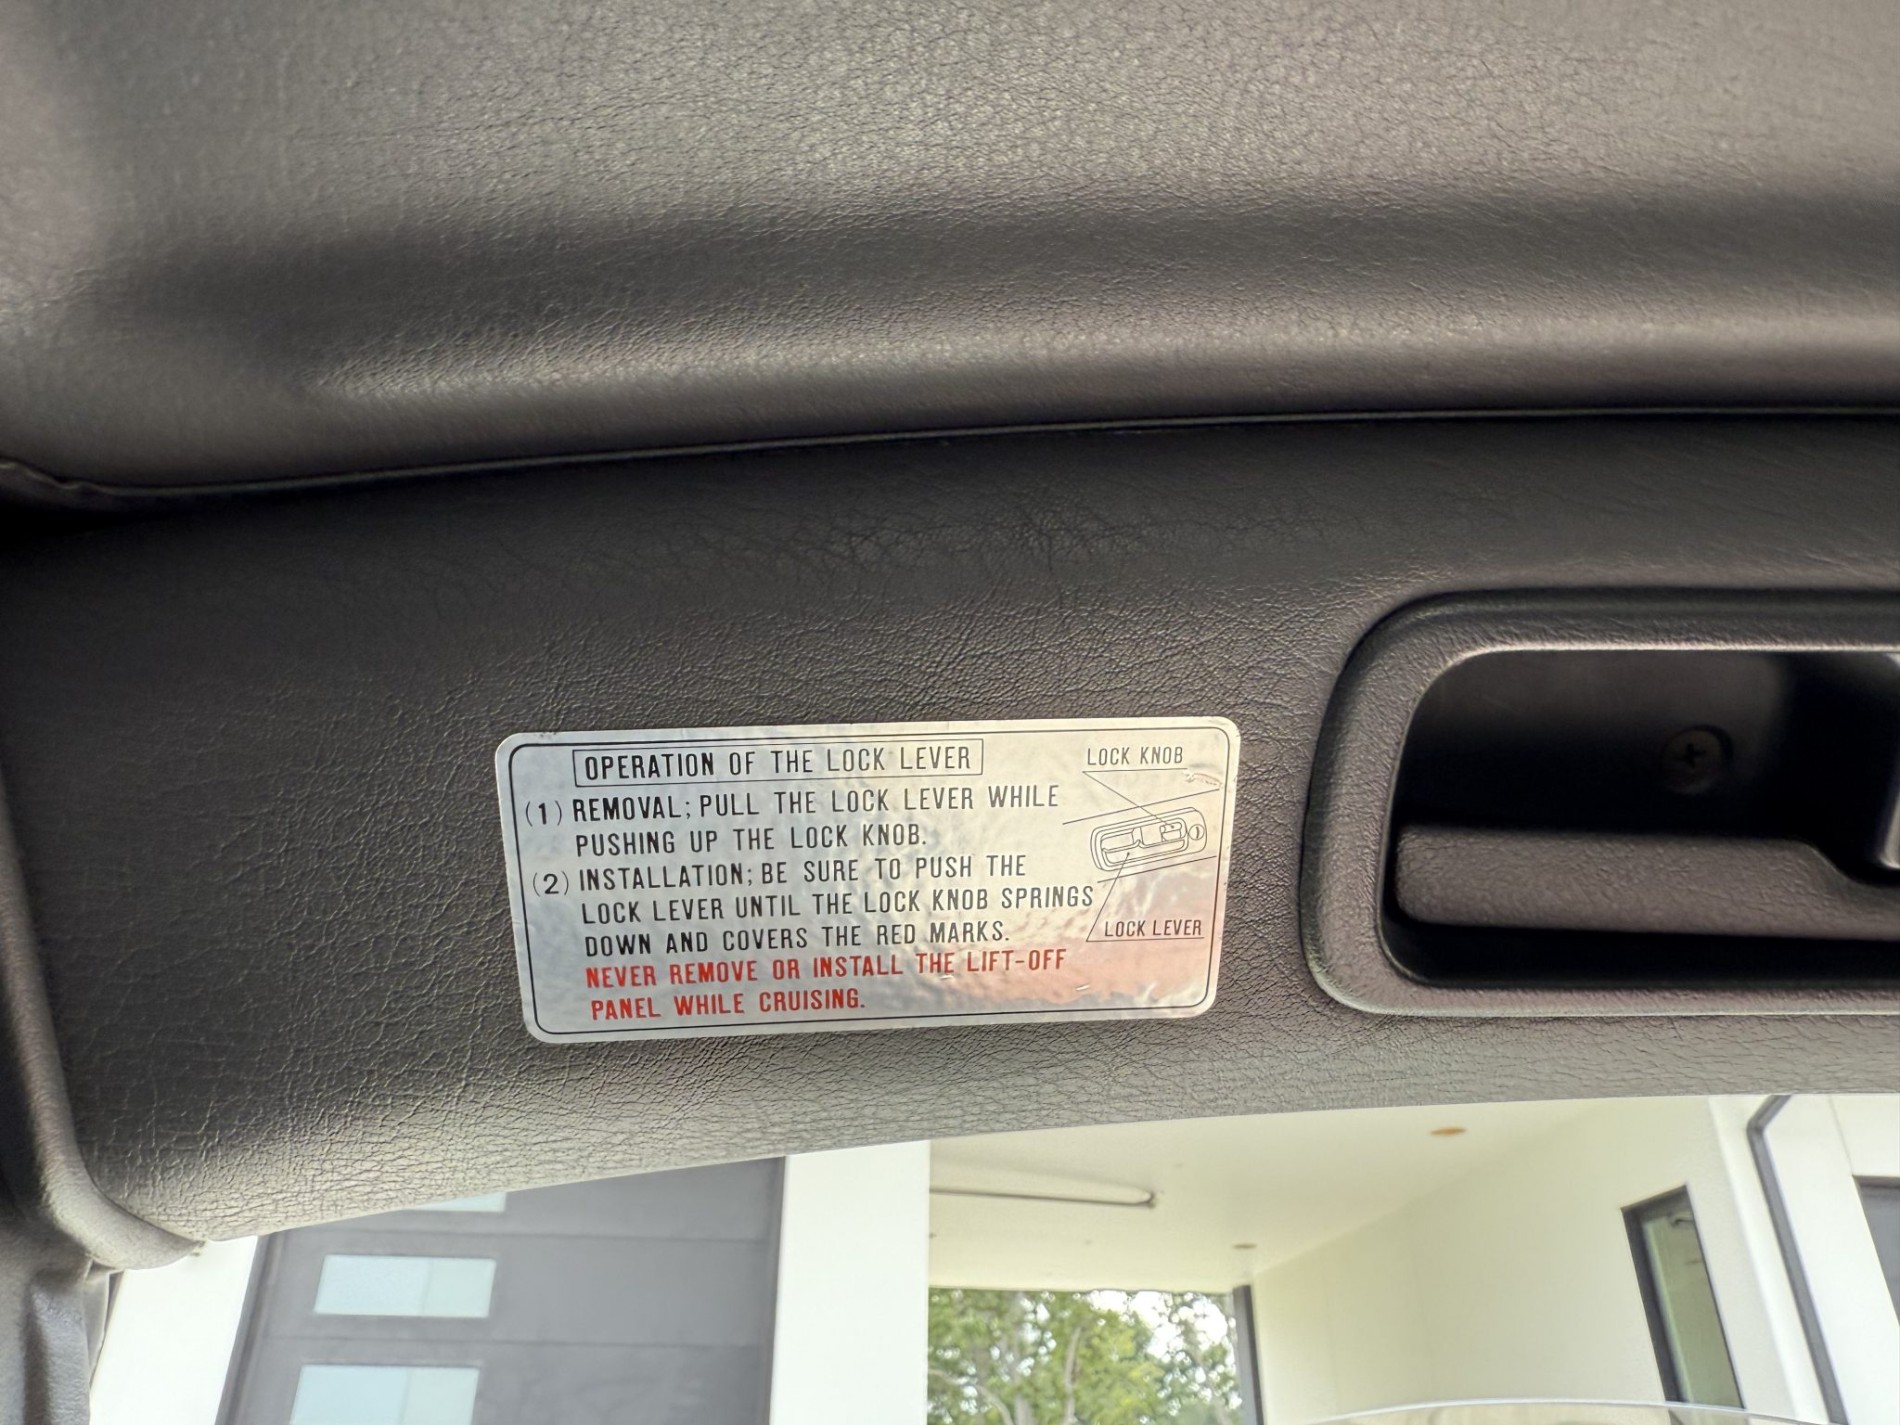 OPERATION OF THE LOCK LEVER
(1) REMOVAL; PULL THE LOCK LEVER WHILE
PUSHING UP THE LOCK KNOB.
(2) INSTALLATION; BE SURE TO PUSH THE
LOCK LEVER UNTIL THE LOCK KNOB SPRINGS
DOWN AND COVERS THE RED MARKS.
NEVER REMOVE OR INSTALL THE LIFT-OFF
PANEL WHILE CRUISING.
LOCK KNOB
LOCK LEVER